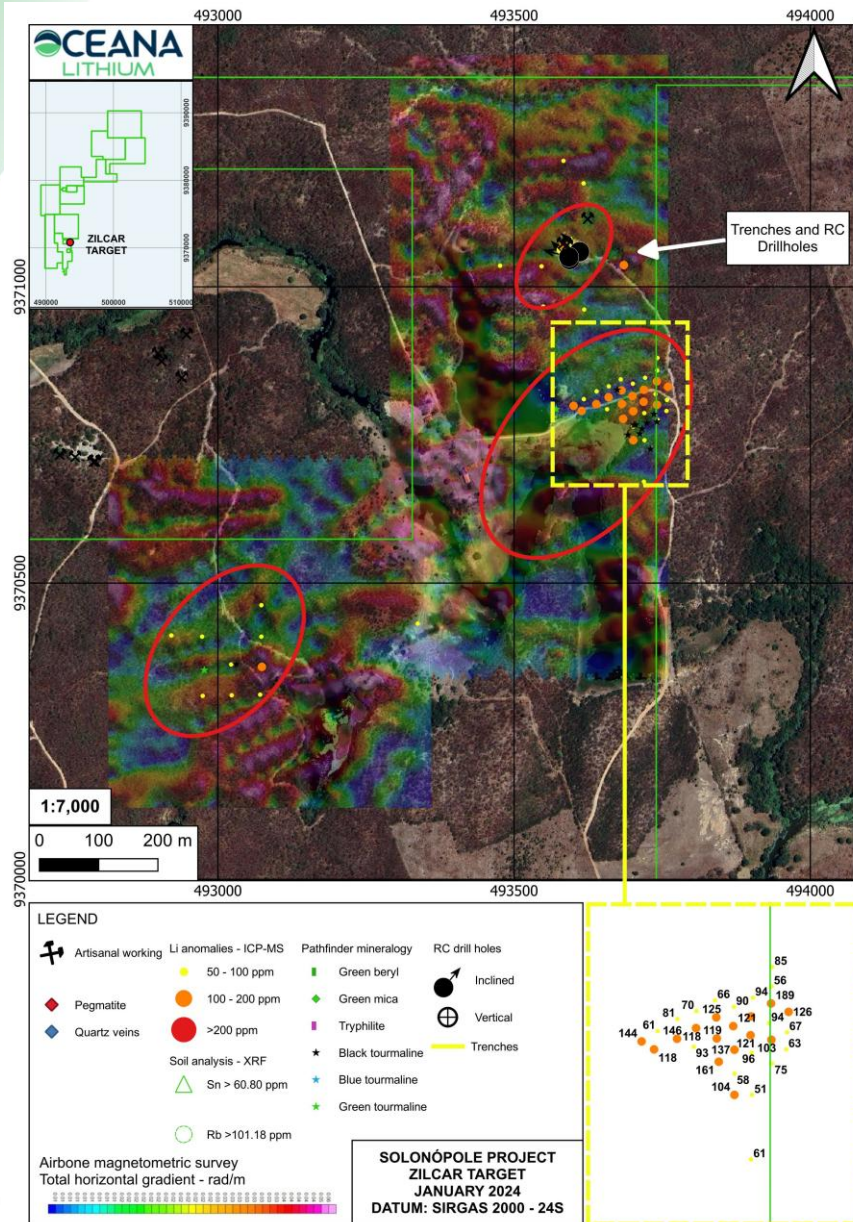 493000
493500
494000
OCEANA
LITHIUM
9390000
9380000
9370000
ZILCAR
TARGET
490000
500000
510000
Trenches and RC
Drillholes
9371000
9370500
9370000
1:7,000
0
100
200 m
493000
493500
494000
LEGEND
Artisanal working
Pegmatite
Quartz veins
Li anomalies - ICP-MS
50 - 100 ppm
100 - 200 ppm
>200 ppm
Soil analysis - XRF
Sn > 60.80 ppm
Rb >101.18 ppm
Pathfinder mineralogy
Green beryl
Green mica
Tryphilite
Black tourmaline
Blue tourmaline
Green tourmaline
RC drill holes
Inclined
Vertical
Trenches
Airbone magnetometric survey
Total horizontal gradient - rad/m
SOLONÓPOLE PROJECT
ZILCAR TARGET
JANUARY 2024
DATUM: SIRGAS 2000 - 24S
85
56
94
189
66
90
126
70
125
121
94
81
67
61
146
119
144
118
63
121
103
93
137
118
96
161
75
58
104
51
61